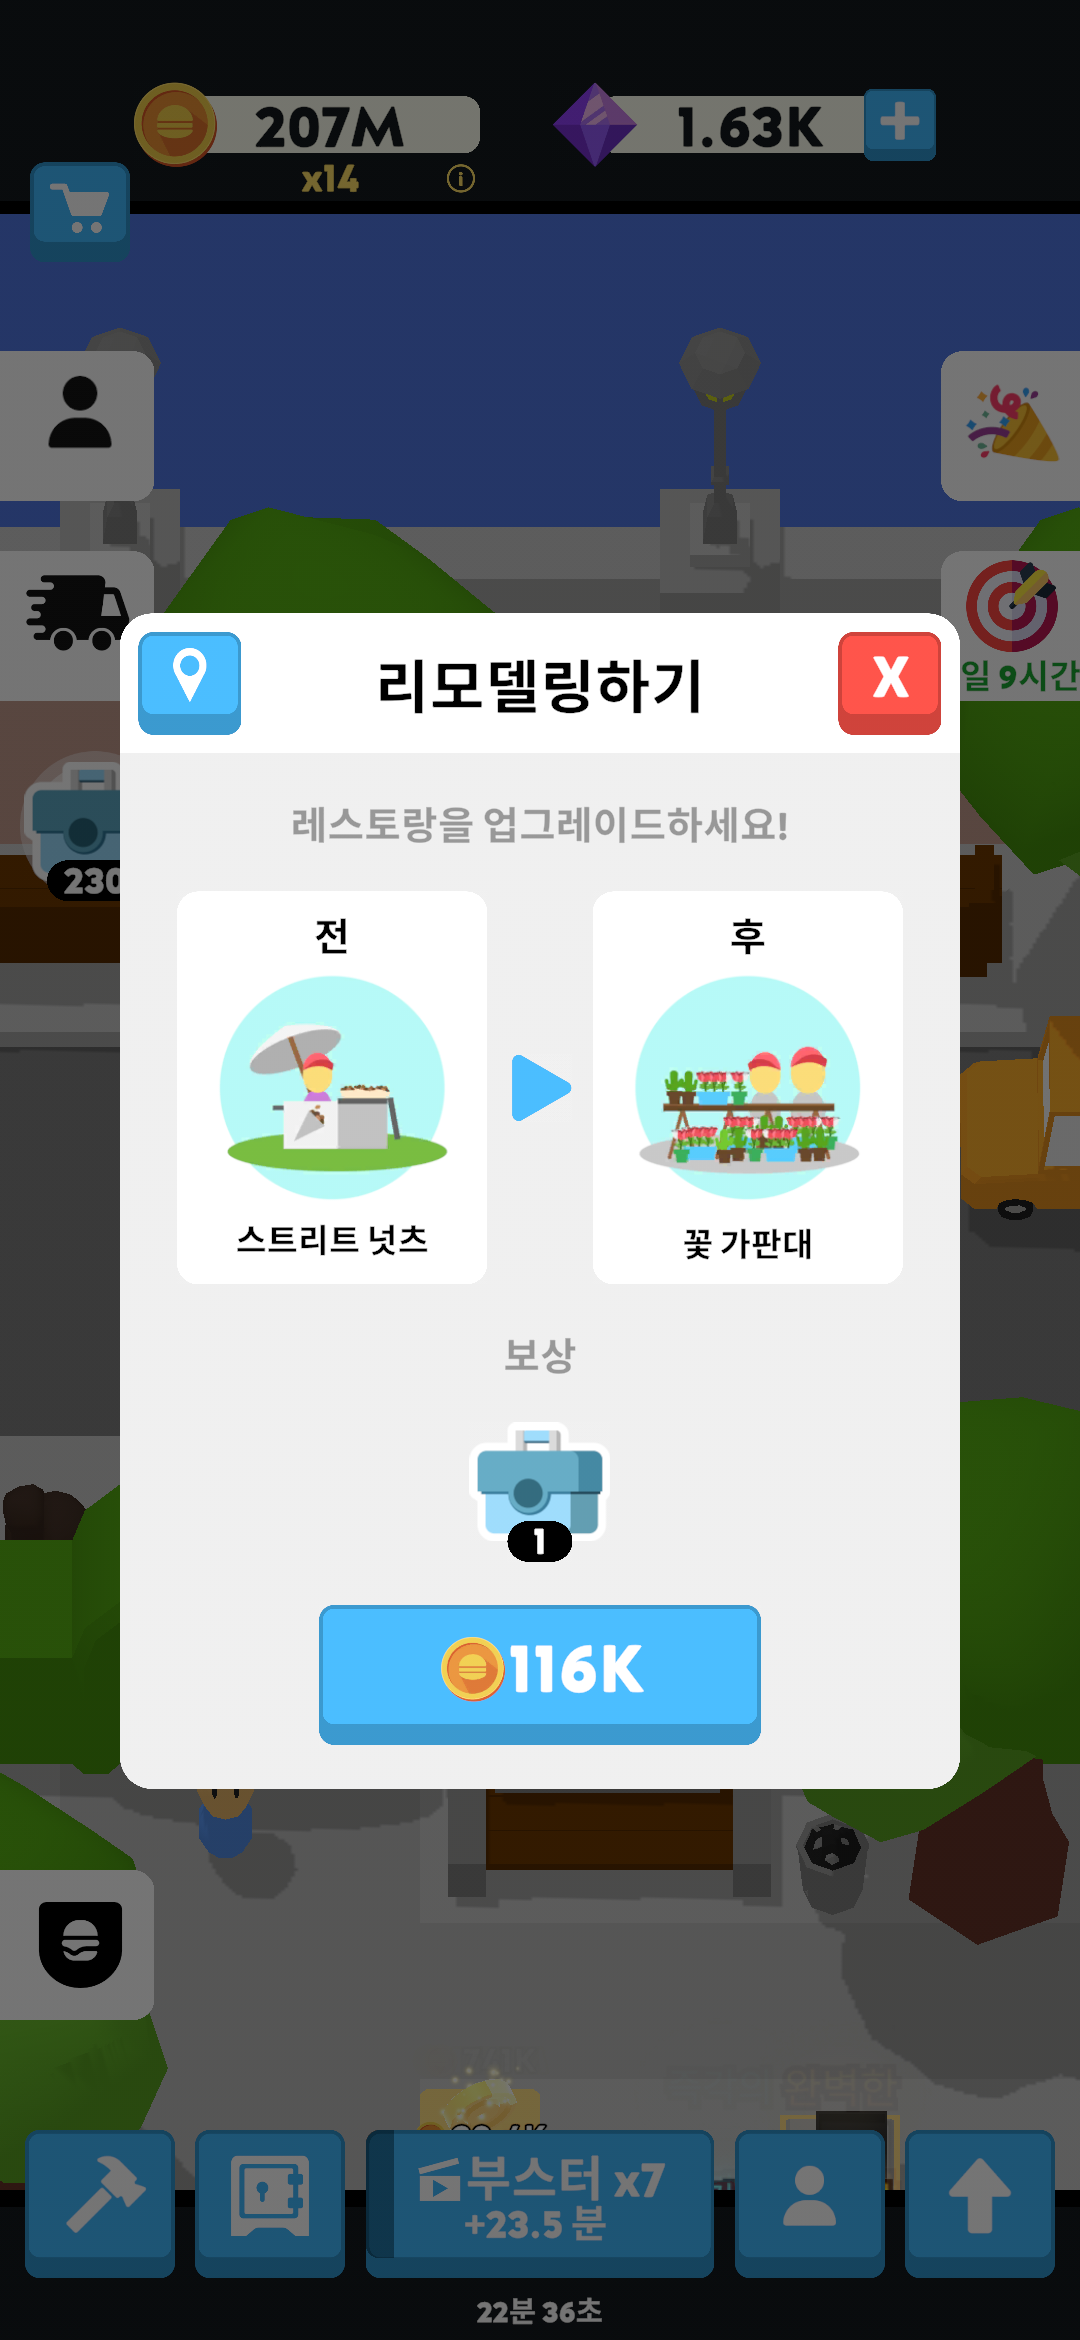 207M
1.63K
x14
일 9시간
리모델링하기
X
레스토랑을 업그레이드하세요!
230
전
후
스트리트 넛츠
꽃 가판대
보상
1
116K
완벽한
부스터 x7
+23.5 분
22분 36초